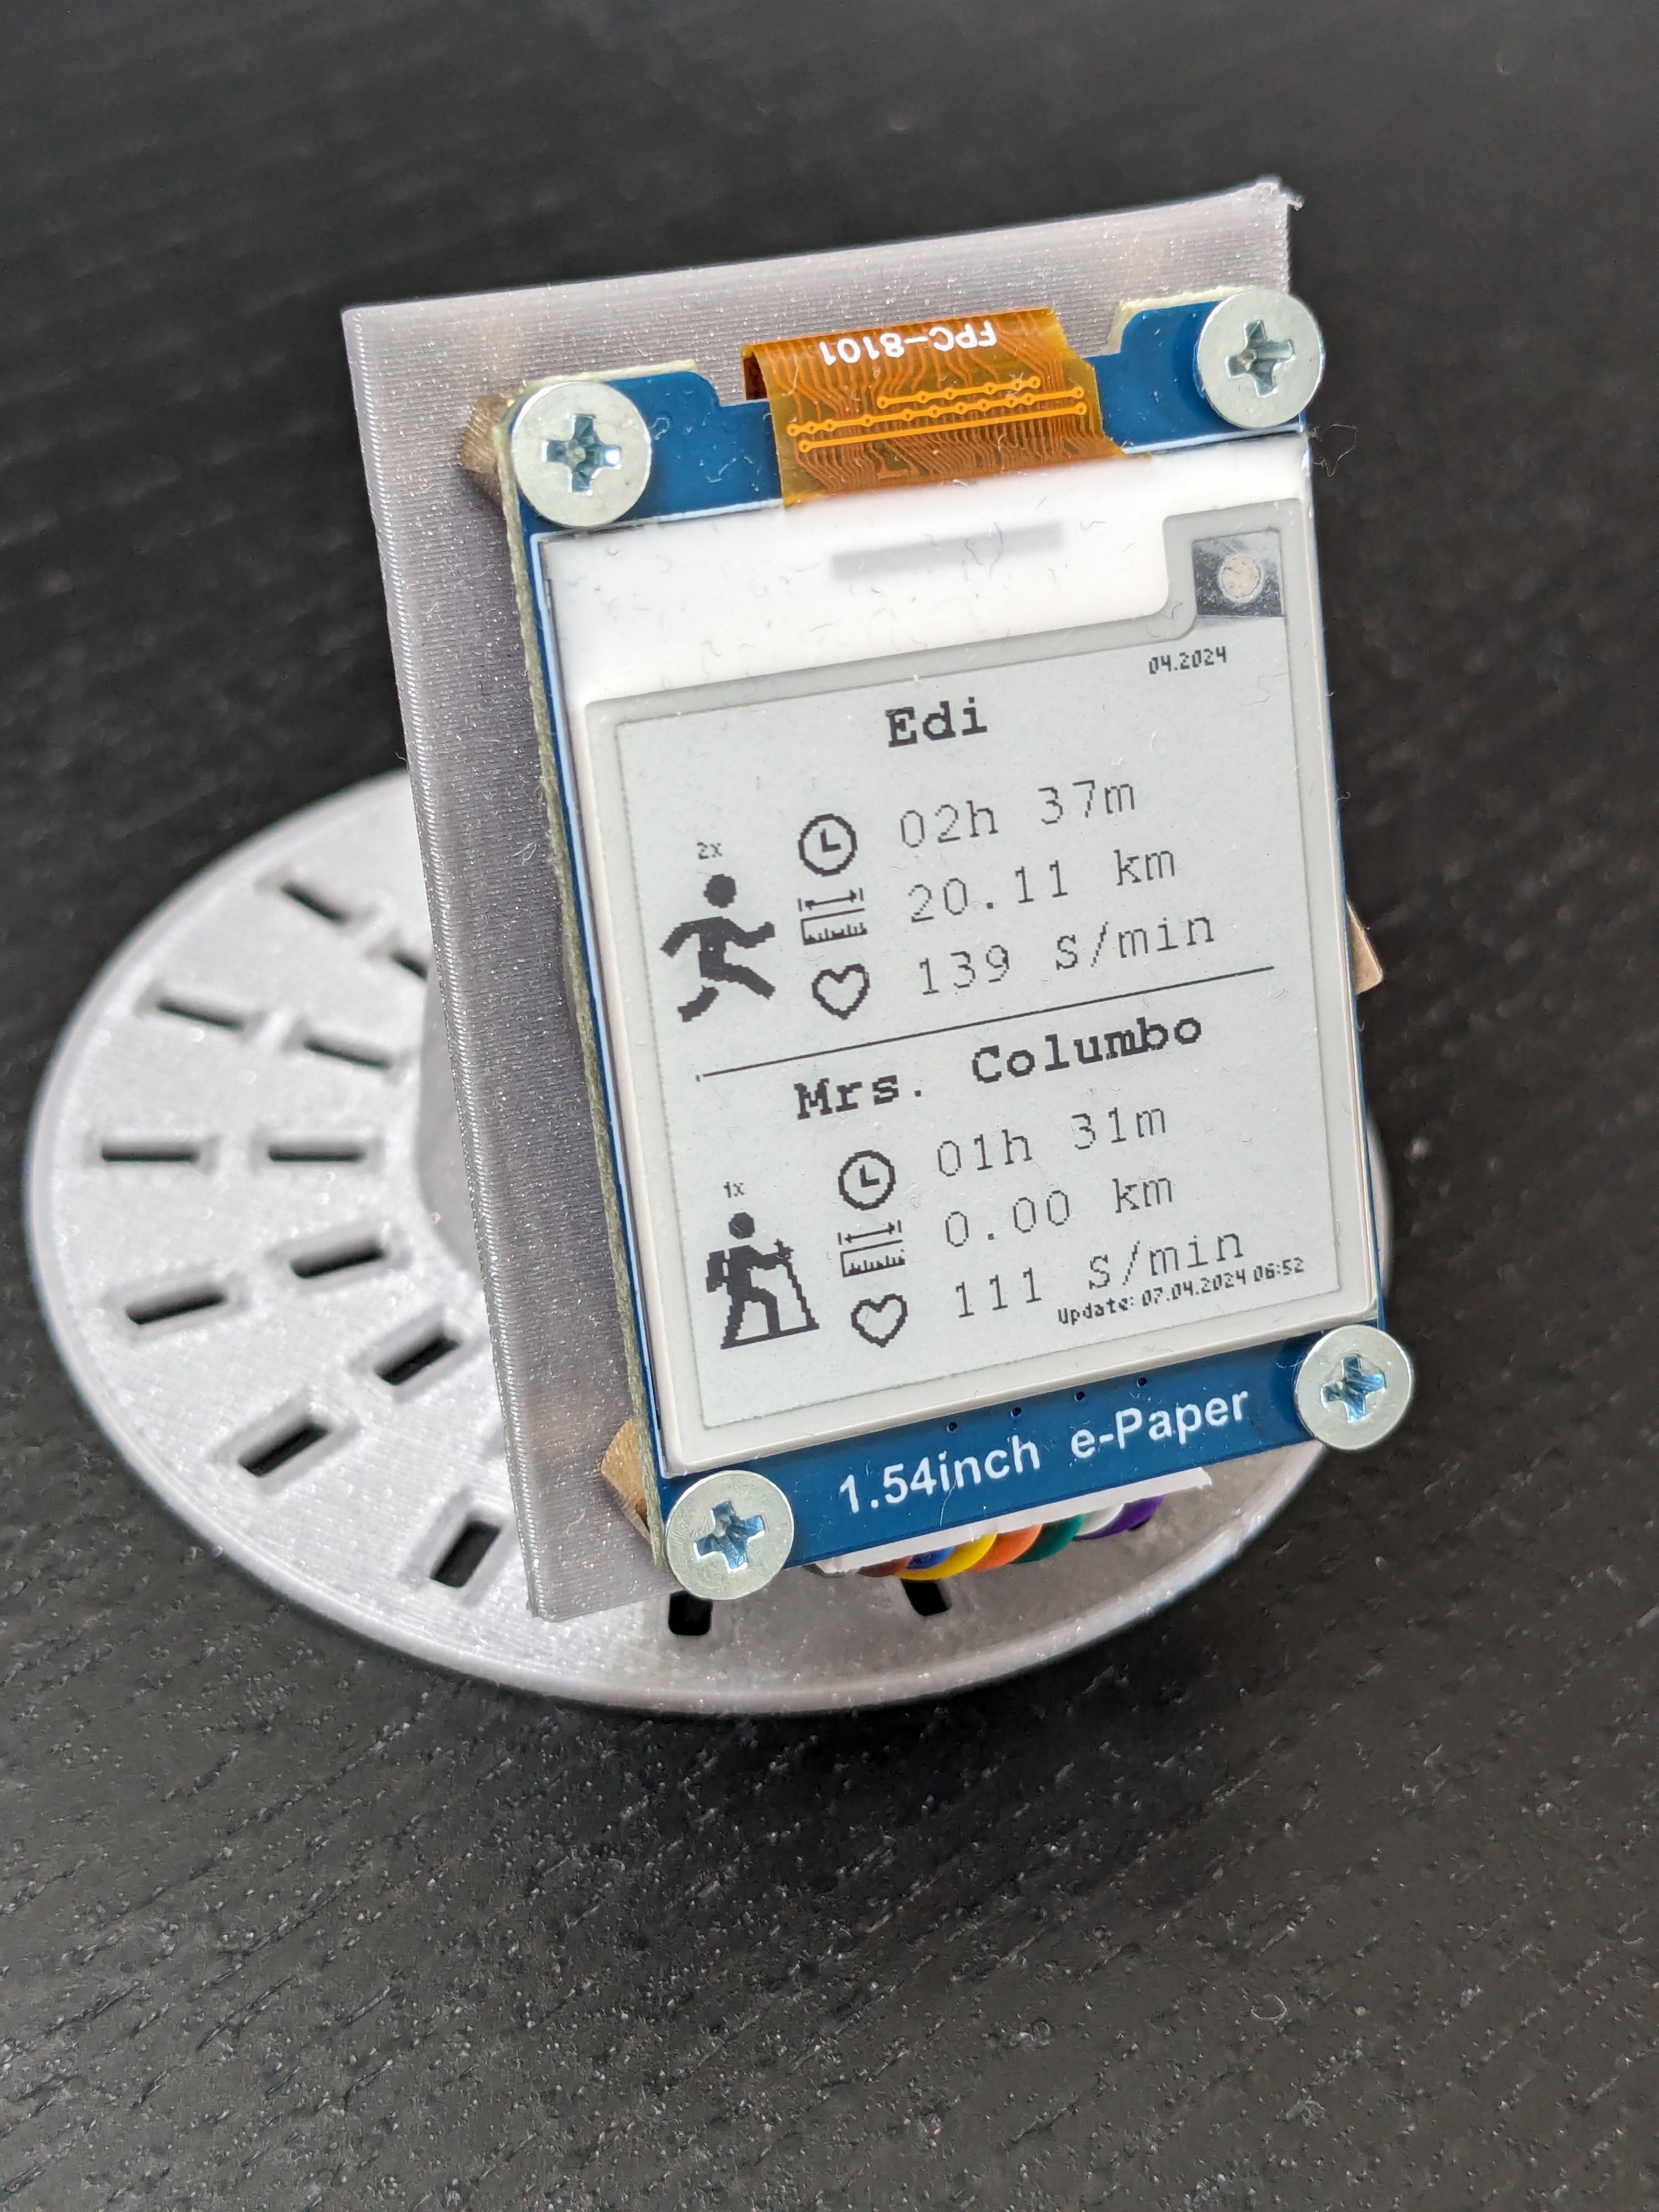 FPC-8101
04.2024
Edi
2x
02h 37m
20.11 km
139 S/min
Mrs. Columbo
1x
01h 31m
0.00 km
111 S/min
Update: 07.04.2024 06:52
1.54inch e-Paper